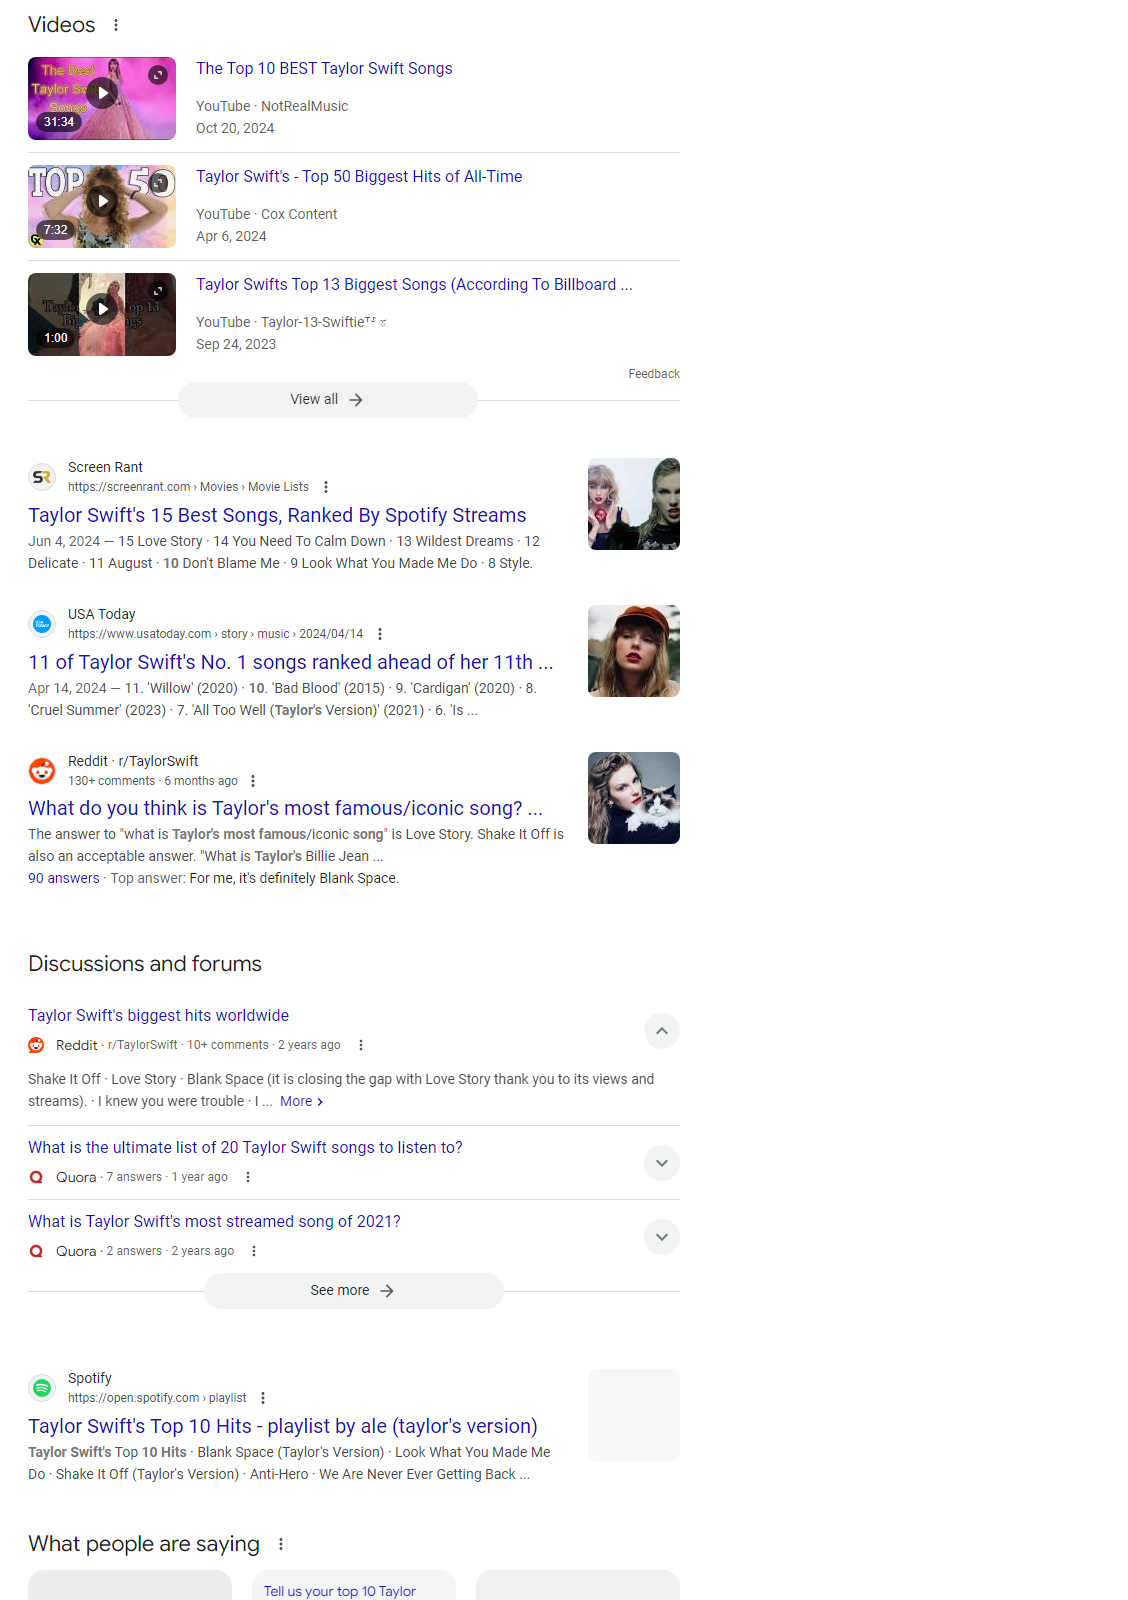 Videos
The Best
Taylor
Songs
31:34
The Top 10 BEST Taylor Swift Songs
YouTube · NotRealMusic
Oct 20, 2024
TOP 50
7:32
Taylor Swift's - Top 50 Biggest Hits of All-Time
YouTube · Cox Content
Apr 6, 2024
1:00
Taylor Swifts Top 13 Biggest Songs (According To Billboard ...
YouTube · Taylor-13-Swiftie
Sep 24, 2023
Feedback
View all
SR
Screen Rant
https://screenrant.com › Movies › Movie Lists
Taylor Swift's 15 Best Songs, Ranked By Spotify Streams
Jun 4, 2024 — 15 Love Story · 14 You Need To Calm Down · 13 Wildest Dreams · 12
Delicate · 11 August · 10 Don't Blame Me · 9 Look What You Made Me Do · 8 Style.
USA Today
https://www.usatoday.com › story › music › 2024/04/14
11 of Taylor Swift's No. 1 songs ranked ahead of her 11th ...
Apr 14, 2024 — 11. 'Willow' (2020) · 10. 'Bad Blood' (2015) · 9. 'Cardigan' (2020) · 8.
'Cruel Summer' (2023) · 7. 'All Too Well (Taylor's Version)' (2021) · 6. 'Is ...
Reddit · r/TaylorSwift
130+ comments · 6 months ago
What do you think is Taylor's most famous/iconic song? ...
The answer to "what is Taylor's most famous/iconic song" is Love Story. Shake It Off is
also an acceptable answer. "What is Taylor's Billie Jean ...
90 answers · Top answer: For me, it's definitely Blank Space.
Discussions and forums
Taylor Swift's biggest hits worldwide
Reddit · r/TaylorSwift · 10+ comments · 2 years ago
Shake It Off · Love Story · Blank Space (it is closing the gap with Love Story thank you to its views and
streams). · I knew you were trouble · I ... More ›
What is the ultimate list of 20 Taylor Swift songs to listen to?
Quora · 7 answers · 1 year ago
What is Taylor Swift's most streamed song of 2021?
Quora · 2 answers · 2 years ago
See more
Spotify
https://open.spotify.com › playlist
Taylor Swift's Top 10 Hits - playlist by ale (taylor's version)
Taylor Swift's Top 10 Hits · Blank Space (Taylor's Version) · Look What You Made Me
Do · Shake It Off (Taylor's Version) · Anti-Hero · We Are Never Ever Getting Back ...
What people are saying
Tell us your top 10 Taylor